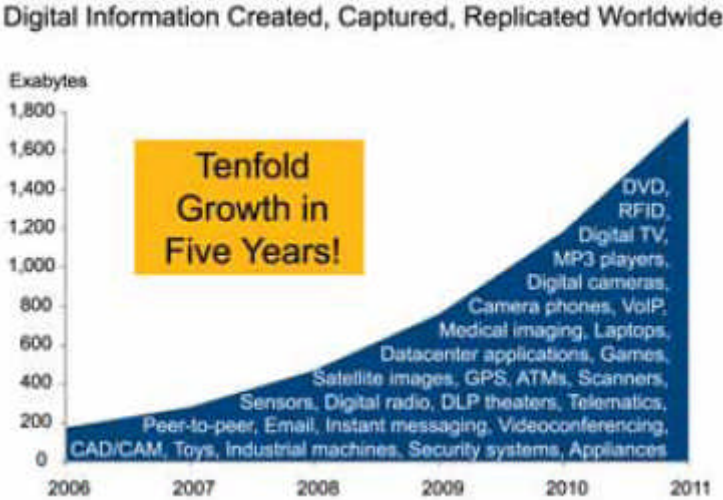 Digital Information Created, Captured, Replicated Worldwide
Exabytes
1,800
1,600
1,400
1,200
1,000
800
600
400
200
0
Tenfold
Growth in
Five Years!
DVD,
RFID,
Digital TV,
MP3 players,
Digital cameras,
Camera phones, VoIP,
Medical imaging, Laptops,
Datacenter applications, Games,
Satellite images, GPS, ATMs, Scanners,
Sensors, Digital radio, DLP theaters, Telematics,
Peer-to-peer, Email, Instant messaging, Videoconferencing,
CAD/CAM, Toys, Industrial machines, Security systems, Appliances
2006 2007 2008 2009 2010 2011